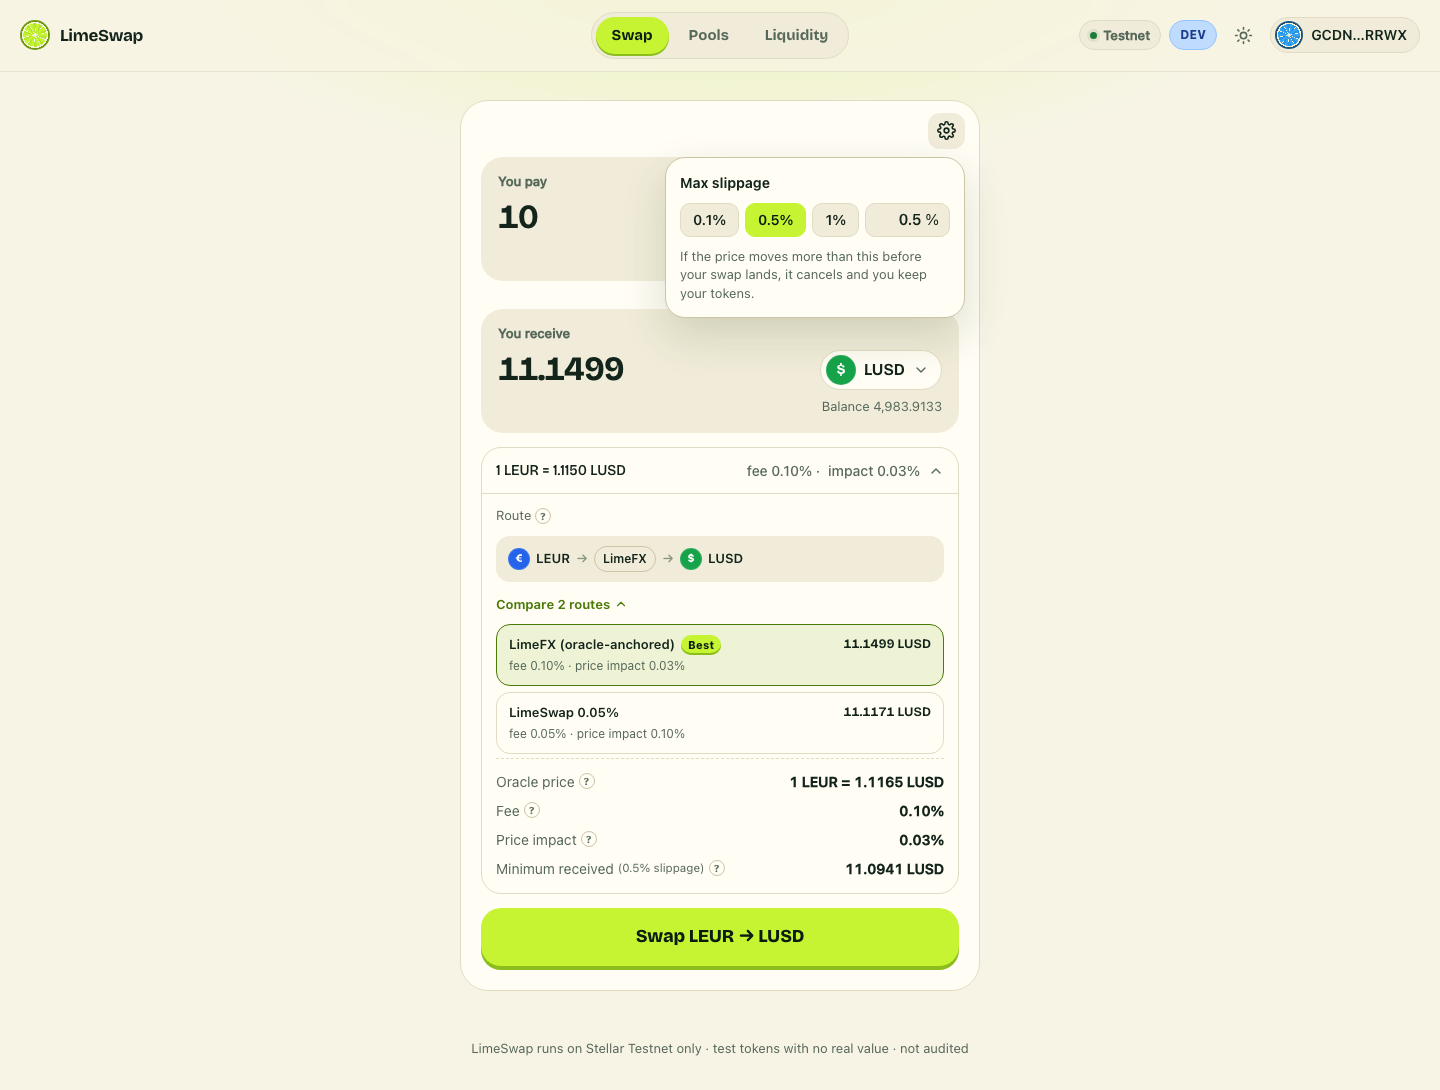 LimeSwap
Swap
Pools
Liquidity
Testnet
DEV
GCDN...RRWX
You pay
10
Max slippage
0.1%
0.5%
1%
0.5 %
If the price moves more than this before
your swap lands, it cancels and you keep
your tokens.
You receive
11.1499
$ LUSD
Balance 4,983.9133
1 LEUR = 1.1150 LUSD
fee 0.10% · impact 0.03%
Route ?
€ LEUR → LimeFX → $ LUSD
Compare 2 routes
LimeFX (oracle-anchored) Best 11.1499 LUSD
fee 0.10% · price impact 0.03%
LimeSwap 0.05% 11.1171 LUSD
fee 0.05% · price impact 0.10%
Oracle price ? 1 LEUR = 1.1165 LUSD
Fee ? 0.10%
Price impact ? 0.03%
Minimum received (0.5% slippage) ? 11.0941 LUSD
Swap LEUR → LUSD
LimeSwap runs on Stellar Testnet only · test tokens with no real value · not audited